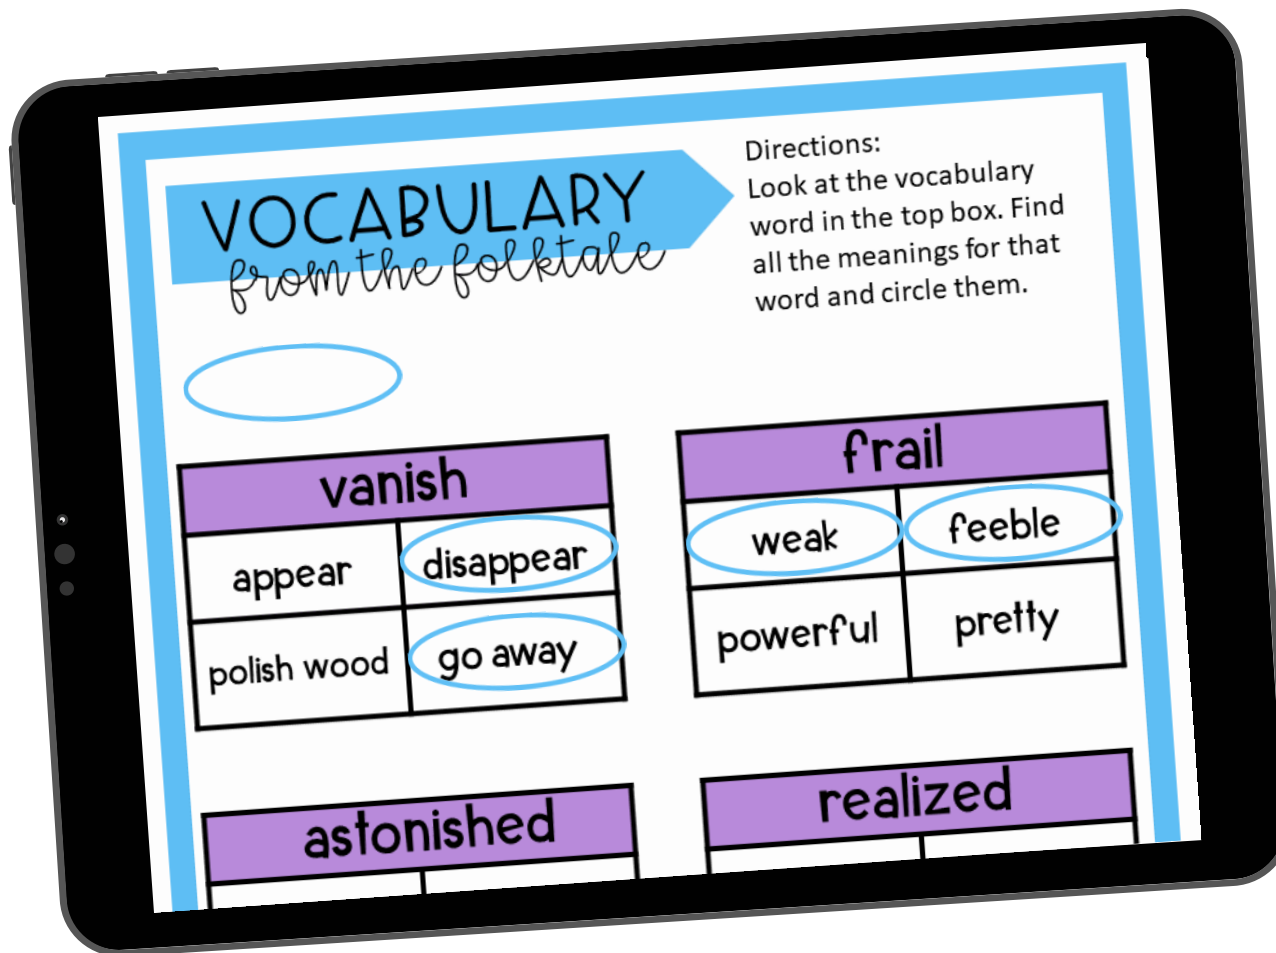 VOCABULARY
from the folktale
Directions:
Look at the vocabulary
word in the top box. Find
all the meanings for that
word and circle them.
vanish
appear disappear
polish wood go away
frail
weak feeble
powerful pretty
astonished
realized